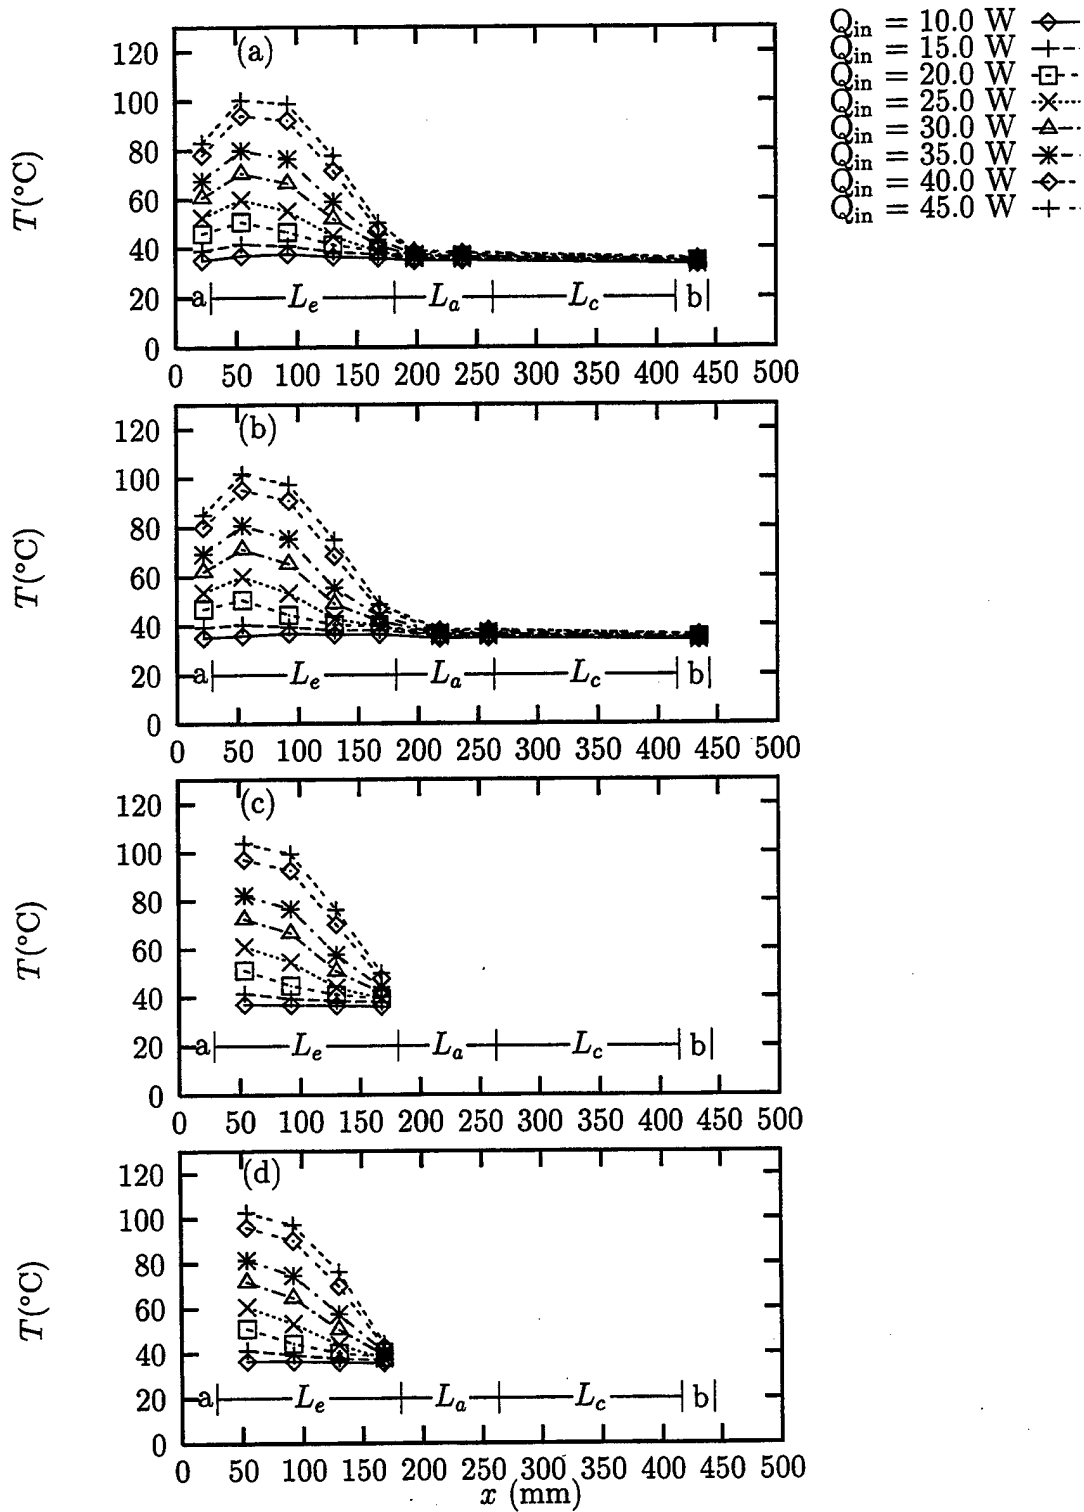 Q_in = 10.0 W
Q_in = 15.0 W
Q_in = 20.0 W
Q_in = 25.0 W
Q_in = 30.0 W
Q_in = 35.0 W
Q_in = 40.0 W
Q_in = 45.0 W
(a)
T(°C)
120
100
80
60
40
20
0
a L_e L_a L_c b
0 50 100 150 200 250 300 350 400 450 500
(b)
T(°C)
120
100
80
60
40
20
0
a L_e L_a L_c b
0 50 100 150 200 250 300 350 400 450 500
(c)
T(°C)
120
100
80
60
40
20
0
a L_e L_a L_c b
0 50 100 150 200 250 300 350 400 450 500
(d)
T(°C)
120
100
80
60
40
20
0
a L_e L_a L_c b
0 50 100 150 200 250 300 350 400 450 500
x (mm)